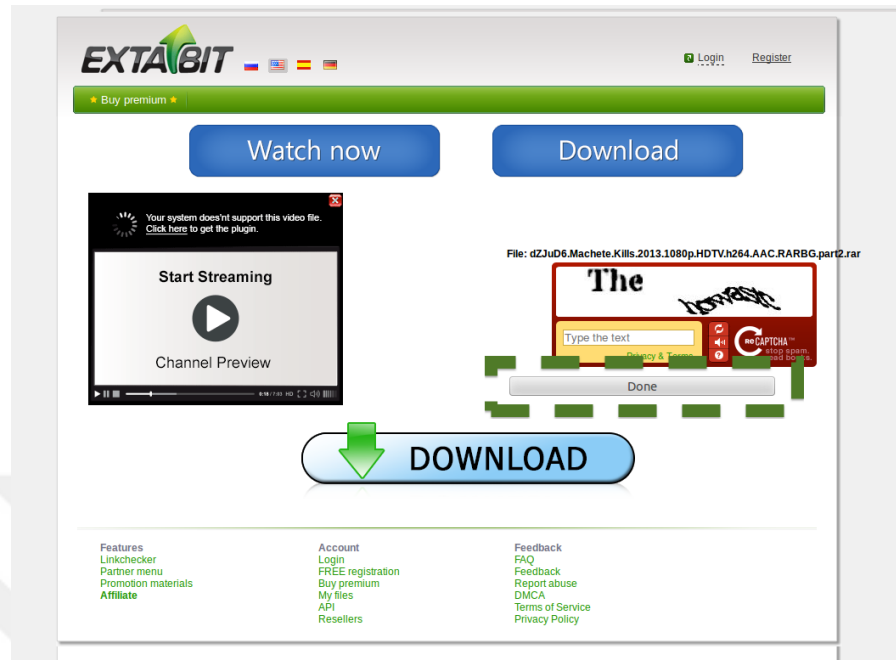 EXTABIT
Login Register
★ Buy premium ★
Watch now Download
Your system does'nt support this video file.
Click here to get the plugin.
Start Streaming
Channel Preview
HD
File: dZJuD6.Machete.Kills.2013.1080p.HDTV.h264.AAC.RARBG.part2.rar
The
Type the text
Privacy & Terms
reCAPTCHA™
stop spam.
read books.
Done
DOWNLOAD
Features
Linkchecker
Partner menu
Promotion materials
Affiliate
Account
Login
FREE registration
Buy premium
My files
API
Resellers
Feedback
FAQ
Feedback
Report abuse
DMCA
Terms of Service
Privacy Policy